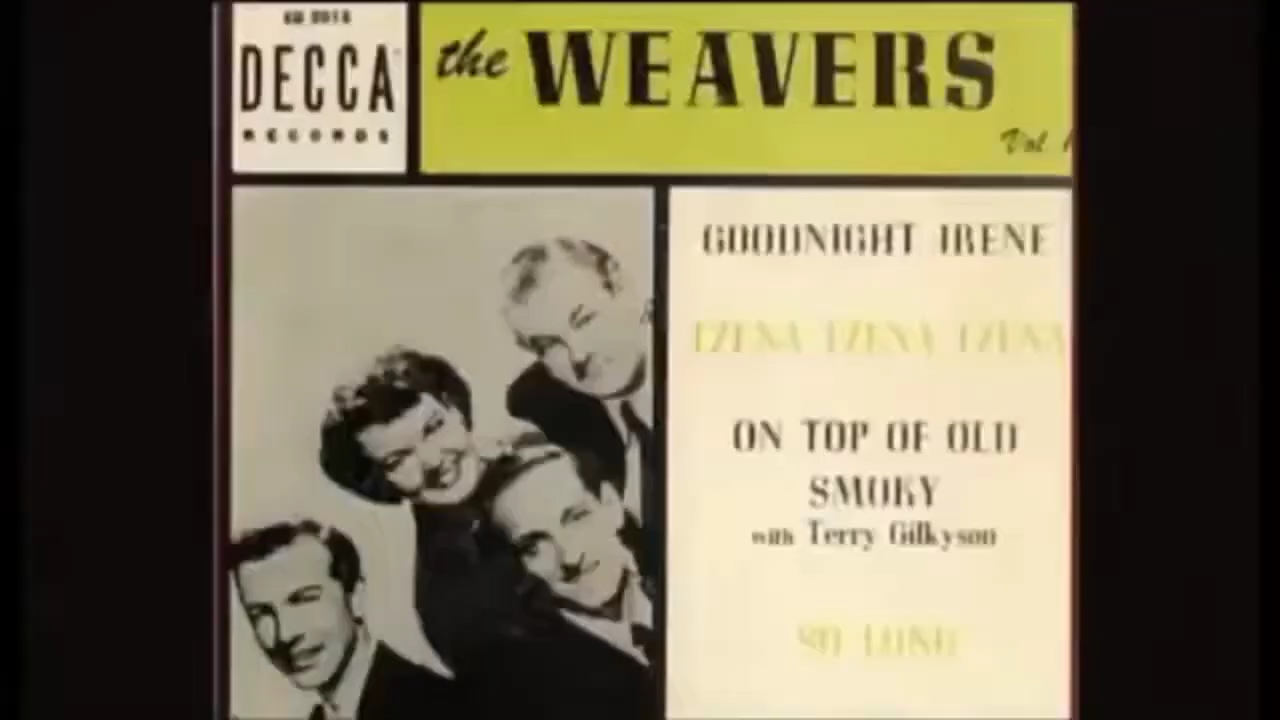 DECCA
RECORDS
the WEAVERS
Vol. 1
GOODNIGHT IRENE
TZENA TZENA TZENA
ON TOP OF OLD
SMOKY
with Terry Gilkyson
SO LONG